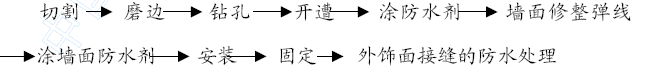 切割 → 磨边 → 钻孔 → 开遭 → 涂防水剂 → 墙面修整弹线
→ 涂墙面防水剂 → 安装 → 固定 → 外饰面接缝的防水处理